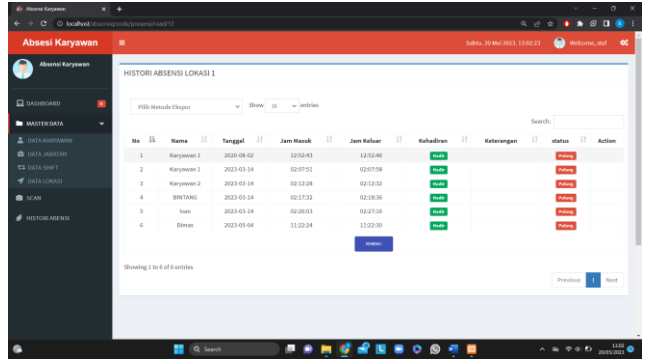 Absensi Karyawan
localhost/absensiqrcode/presensi/read/12
Absesi Karyawan
Sabtu, 20 Mei 2023, 13:02:23
Welcome, staf
Absensi Karyawan
HISTORI ABSENSI LOKASI 1
DASHBOARD
MASTER DATA
DATA KARYAWAN
DATA JABATAN
DATA SHIFT
DATA LOKASI
SCAN
HISTORI ABENSI
Pilih Metode Ekspor Show 10 entries
Search:
No Nama Tanggal Jam Masuk Jam Keluar Kehadiran Keterangan status Action
1 Karyawan 1 2020-08-02 12:52:43 12:52:46 Hadir Pulang
2 Karyawan 1 2023-03-14 02:07:51 02:07:58 Hadir Pulang
3 Karyawan 2 2023-03-14 02:12:28 02:12:32 Hadir Pulang
4 BINTANG 2023-03-14 02:17:32 02:18:36 Hadir Pulang
5 Ivan 2023-03-14 02:26:03 02:27:18 Hadir Pulang
6 Dimas 2023-05-04 11:22:24 11:22:30 Hadir Pulang
KEMBALI
Showing 1 to 6 of 6 entries
Previous 1 Next
Search
13.02
20/05/2023